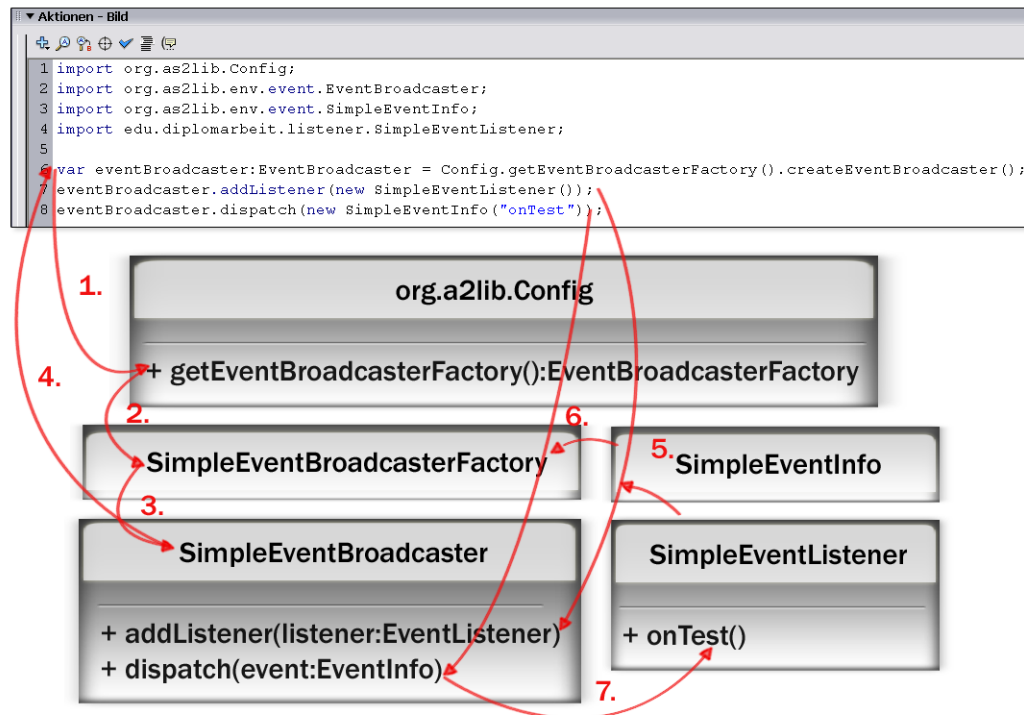 Aktionen - Bild
1 import org.as2lib.Config;
2 import org.as2lib.env.event.EventBroadcaster;
3 import org.as2lib.env.event.SimpleEventInfo;
4 import edu.diplomarbeit.listener.SimpleEventListener;
5
6 var eventBroadcaster:EventBroadcaster = Config.getEventBroadcasterFactory().createEventBroadcaster();
7 eventBroadcaster.addListener(new SimpleEventListener());
8 eventBroadcaster.dispatch(new SimpleEventInfo("onTest"));
1.
org.a2lib.Config
+ getEventBroadcasterFactory():EventBroadcasterFactory
4.
2.
6.
SimpleEventBroadcasterFactory
5.
SimpleEventInfo
3.
SimpleEventBroadcaster
+ addListener(listener:EventListener)
+ dispatch(event:EventInfo)
SimpleEventListener
+ onTest()
7.